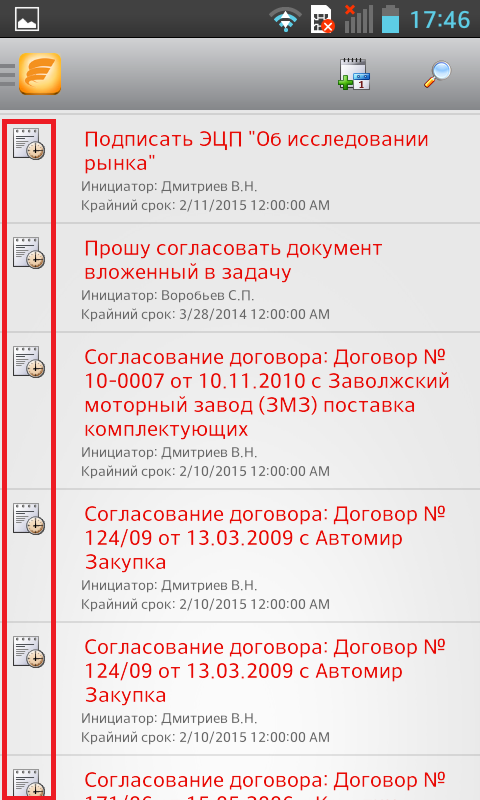 17:46
1
Подписать ЭЦП "Об исследовании
рынка"
Инициатор: Дмитриев В.Н.
Крайний срок: 2/11/2015 12:00:00 AM
Прошу согласовать документ
вложенный в задачу
Инициатор: Воробьев С.П.
Крайний срок: 3/28/2014 12:00:00 AM
Согласование договора: Договор №
10-0007 от 10.11.2010 с Заволжский
моторный завод (ЗМЗ) поставка
комплектующих
Инициатор: Дмитриев В.Н.
Крайний срок: 2/10/2015 12:00:00 AM
Согласование договора: Договор №
124/09 от 13.03.2009 с Автомир
Закупка
Инициатор: Дмитриев В.Н.
Крайний срок: 2/10/2015 12:00:00 AM
Согласование договора: Договор №
124/09 от 13.03.2009 с Автомир
Закупка
Инициатор: Дмитриев В.Н.
Крайний срок: 2/10/2015 12:00:00 AM
Согласование договора: Договор №